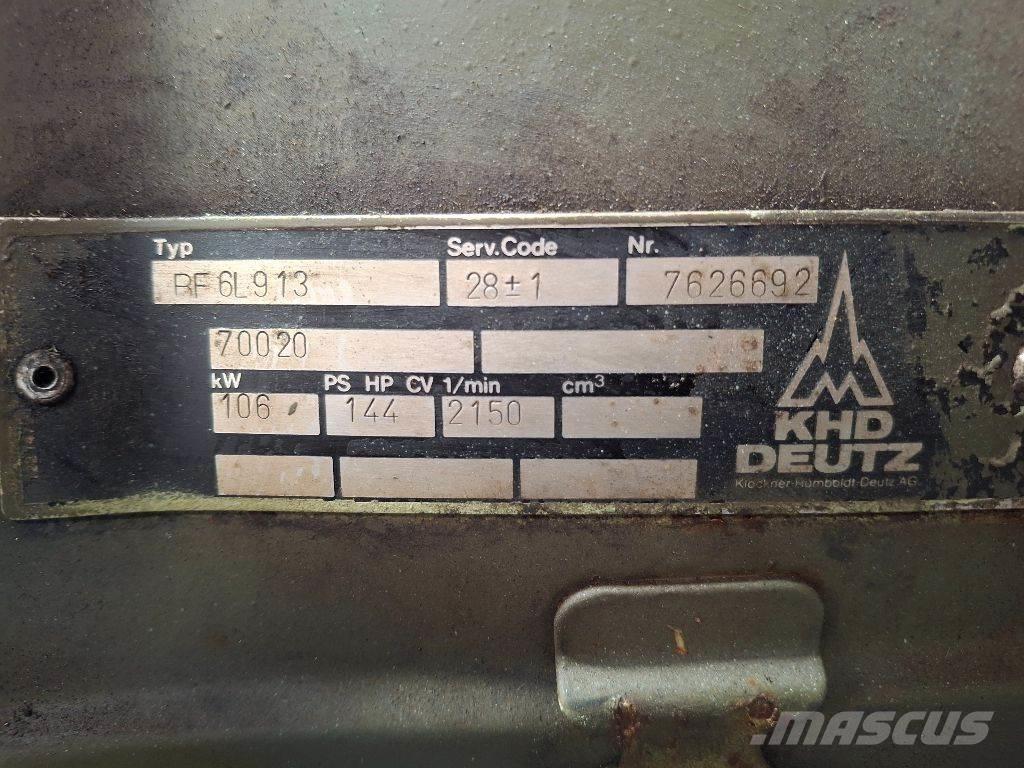 Typ Serv.Code Nr.
BF6L913 28±1 7626692
70020
kW PS HP CV 1/min cm³
106 144 2150
KHD
DEUTZ
Klöckner-Humboldt-Deutz AG
MASCUS